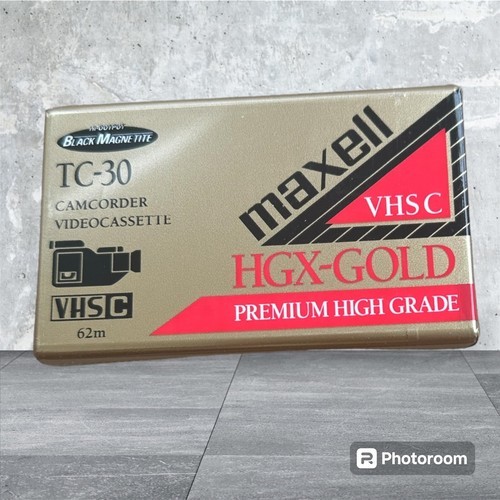 BLACK MAGNETITE
TC-30
CAMCORDER
VIDEOCASSETTE
VHS C
62m
maxell
VHS C
HGX-GOLD
PREMIUM HIGH GRADE
Photoroom